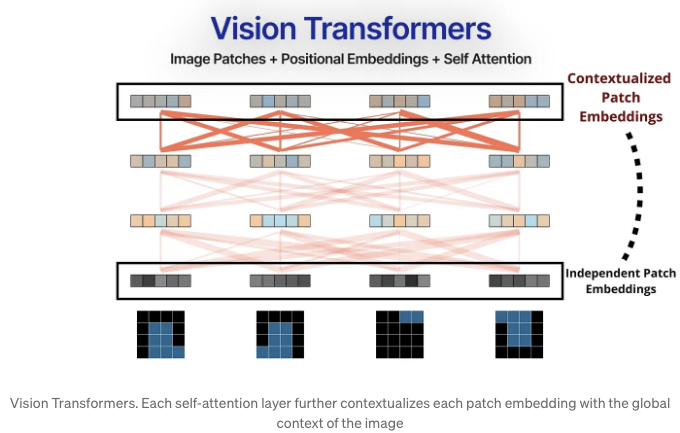 Vision Transformers
Image Patches + Positional Embeddings + Self Attention
Contextualized
Patch
Embeddings
Independent Patch
Embeddings
Vision Transformers. Each self-attention layer further contextualizes each patch embedding with the global
context of the image